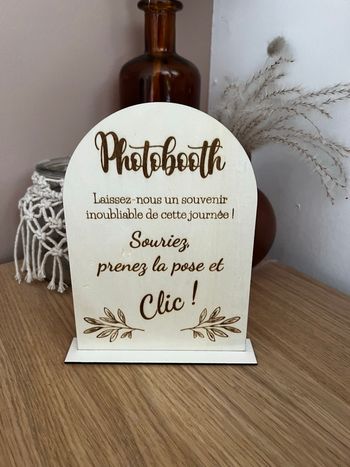 Photobooth
Laissez-nous un souvenir
inoubliable de cette journée !
Souriez,
prenez la pose et
Clic !